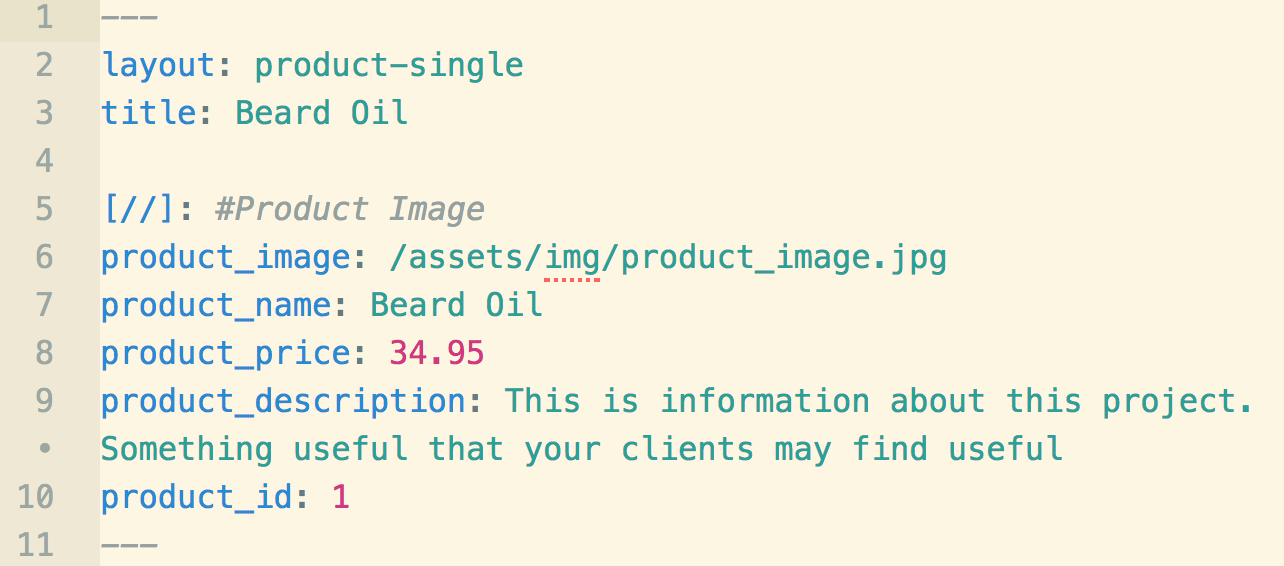 1 ---
2 layout: product-single
3 title: Beard Oil
4
5 [//]: #Product Image
6 product_image: /assets/img/product_image.jpg
7 product_name: Beard Oil
8 product_price: 34.95
9 product_description: This is information about this project.
• Something useful that your clients may find useful
10 product_id: 1
11 ---